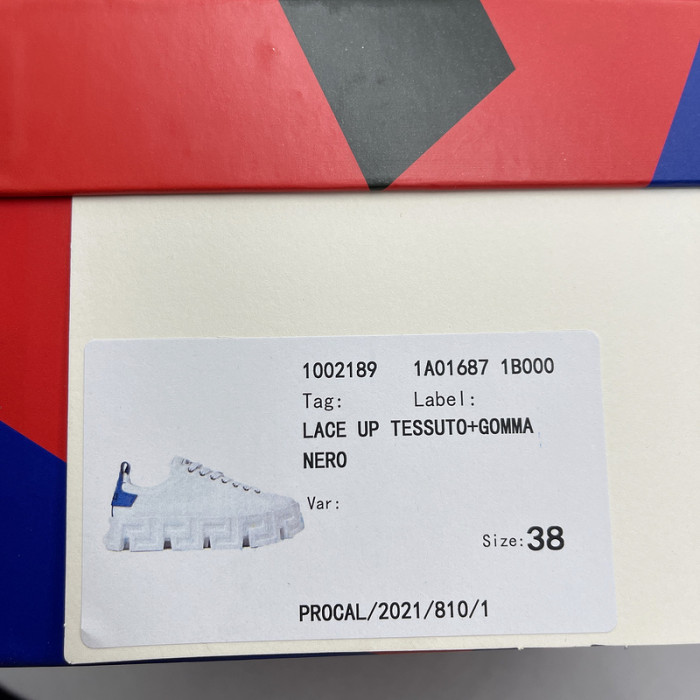 1002189 1A01687 1B000
Tag: Label:
LACE UP TESSUTO+GOMMA
NERO
Var:
Size:38
PROCAL/2021/810/1